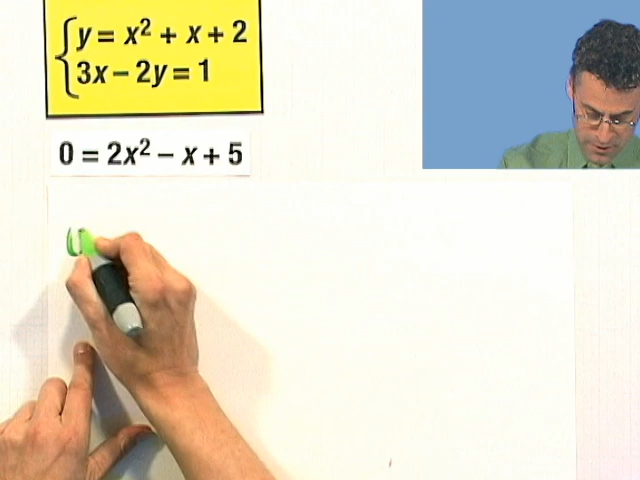 y = x² + x + 2
3x − 2y = 1
0 = 2x² − x + 5